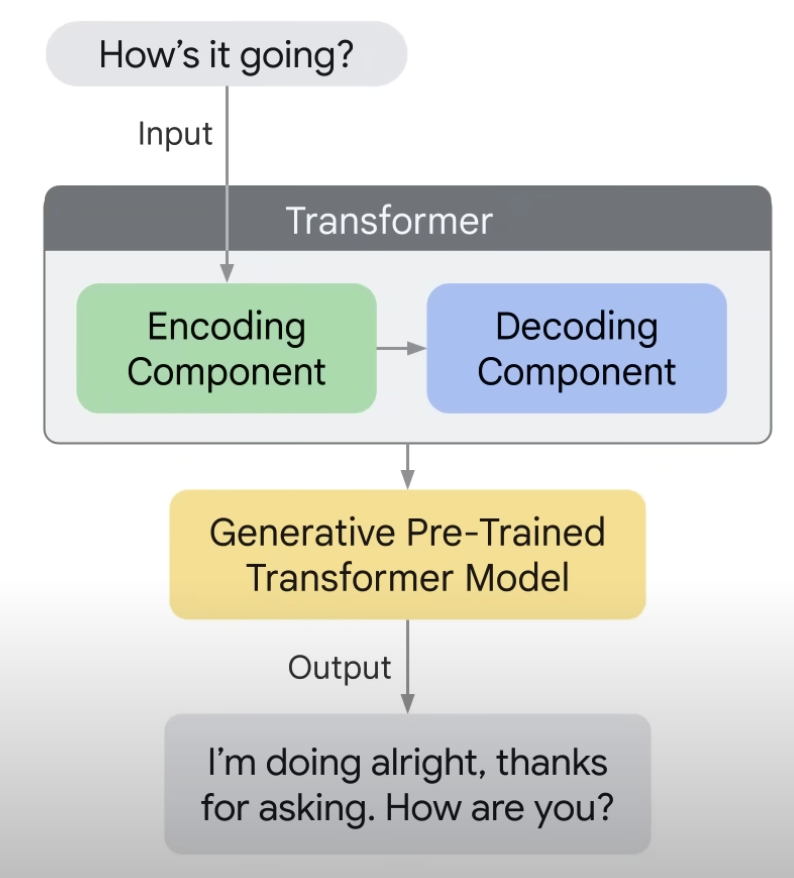 How’s it going?
Input
Transformer
Encoding
Component
Decoding
Component
Generative Pre-Trained
Transformer Model
Output
I’m doing alright, thanks
for asking. How are you?